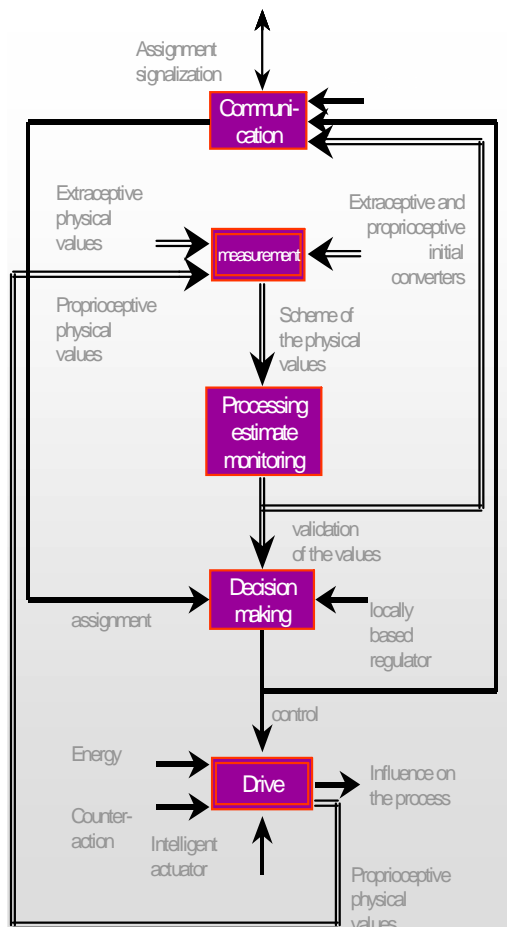 Assignment
signalization
Communi-
cation
Extraceptive
physical
values
Extraceptive and
proprioceptive
initial
converters
measurement
Proprioceptive
physical
values
Scheme of
the physical
values
Processing
estimate
monitoring
validation
of the values
Decision
making
assignment
locally
based
regulator
control
Energy
Drive
Influence on
the process
Counter-
action
Intelligent
actuator
Proprioceptive
physical
values